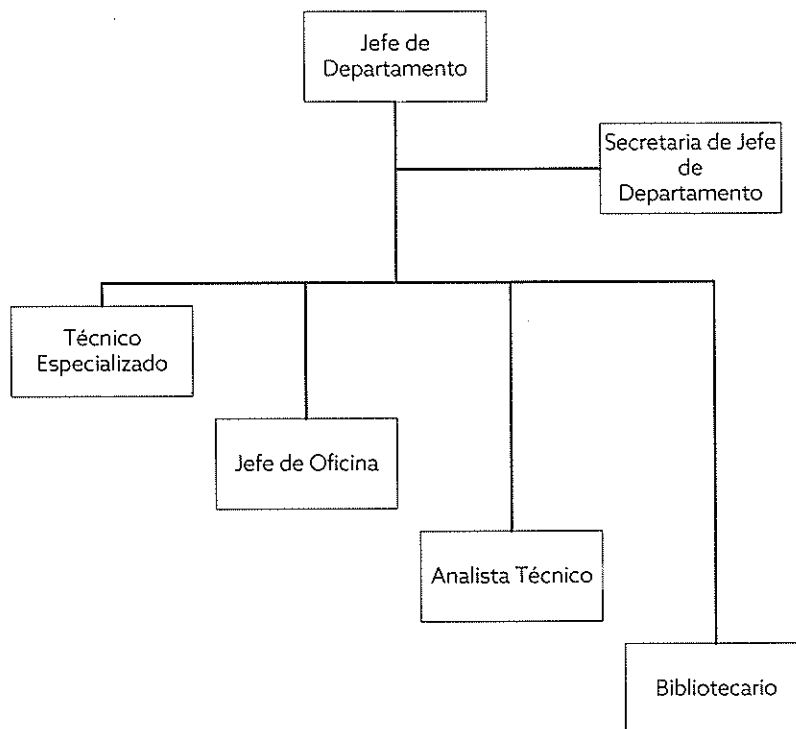 Jefe de
Departamento
Secretaria de Jefe
de
Departamento
Técnico
Especializado
Jefe de Oficina
Analista Técnico
Bibliotecario